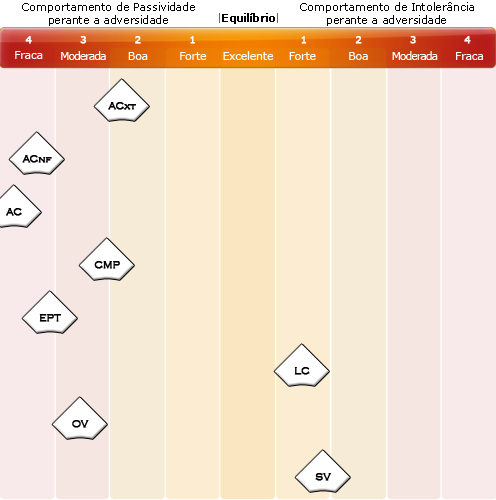 Comportamento de Passividade
perante a adversidade
|Equilíbrio|
Comportamento de Intolerância
perante a adversidade
4 3 2 1 1 2 3 4
Fraca Moderada Boa Forte Excelente Forte Boa Moderada Fraca
ACXT
ACNF
AC
CMP
EPT
LC
OV
SV